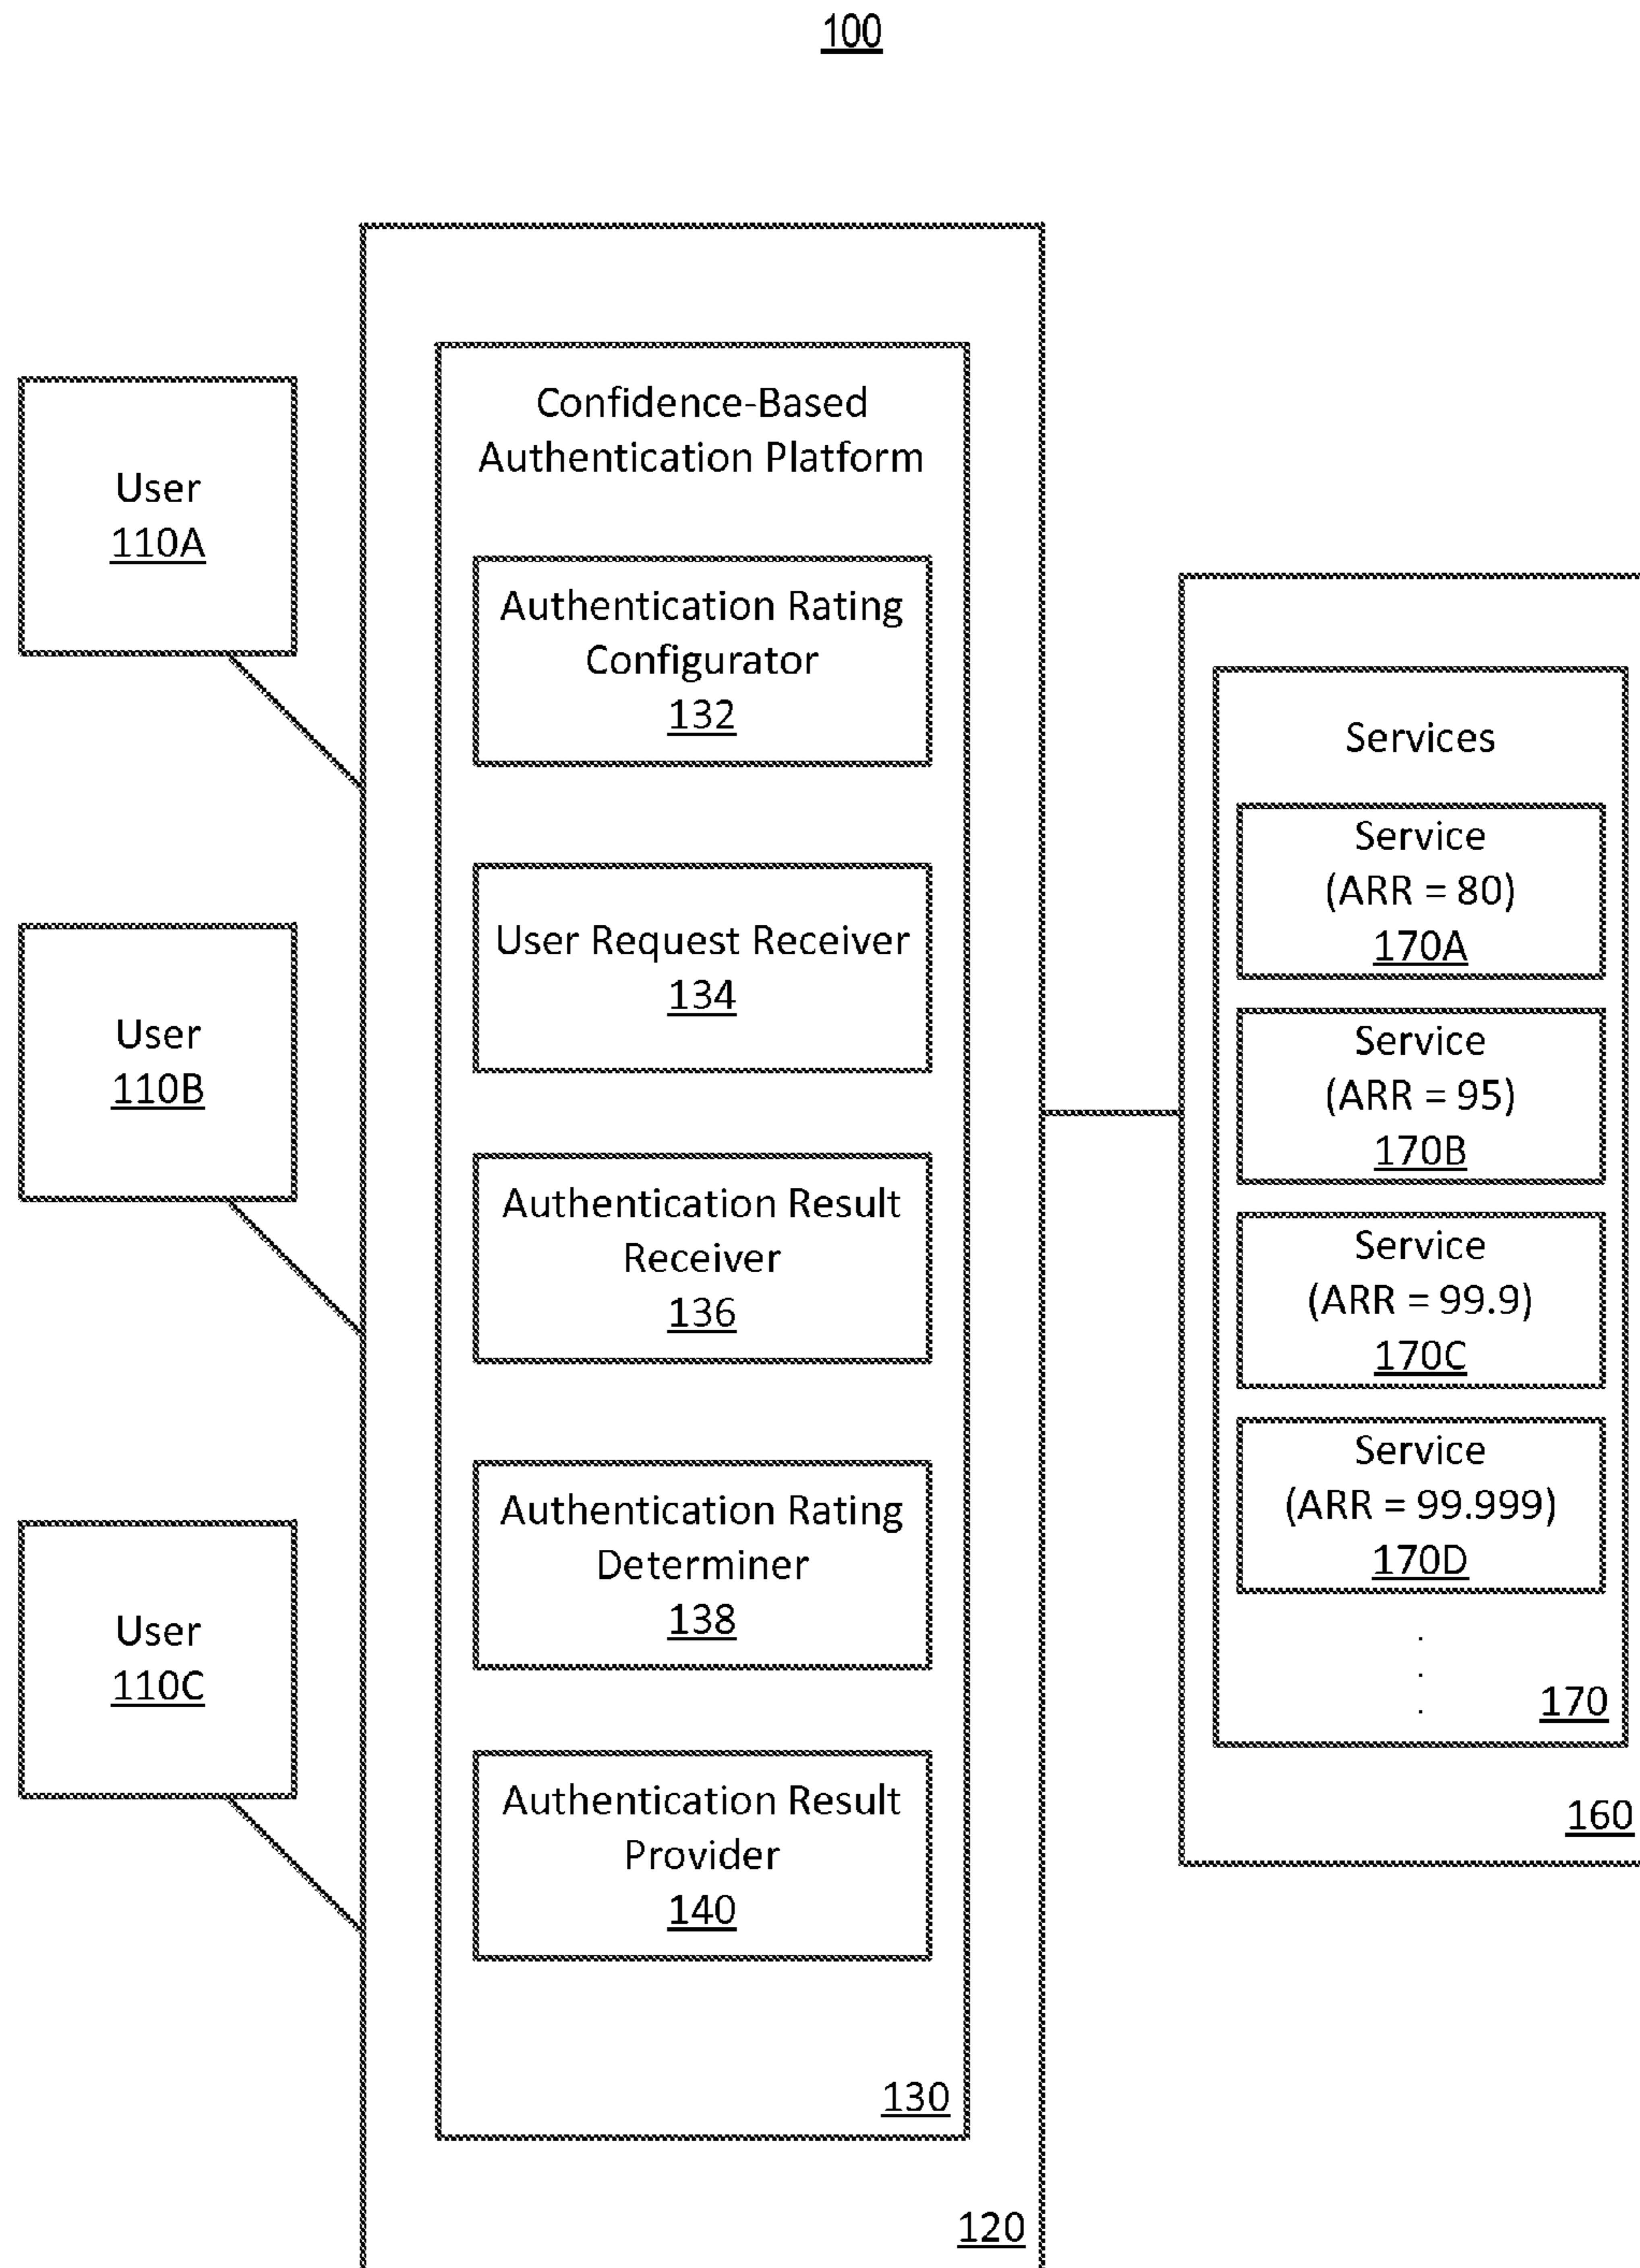 100
User
110A
User
110B
User
110C
Confidence-Based
Authentication Platform
Authentication Rating
Configurator
132
User Request Receiver
134
Authentication Result
Receiver
136
Authentication Rating
Determiner
138
Authentication Result
Provider
140
130
120
Services
Service
(ARR = 80)
170A
Service
(ARR = 95)
170B
Service
(ARR = 99.9)
170C
Service
(ARR = 99.999)
170D
.
.
.
170
160